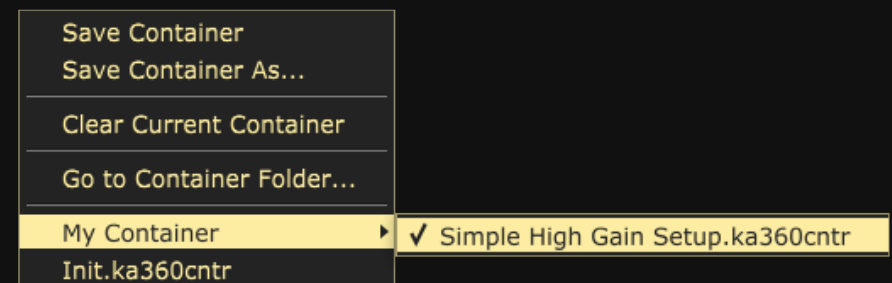 Save Container
Save Container As...
Clear Current Container
Go to Container Folder...
My Container
✓ Simple High Gain Setup.ka360cntr
Init.ka360cntr